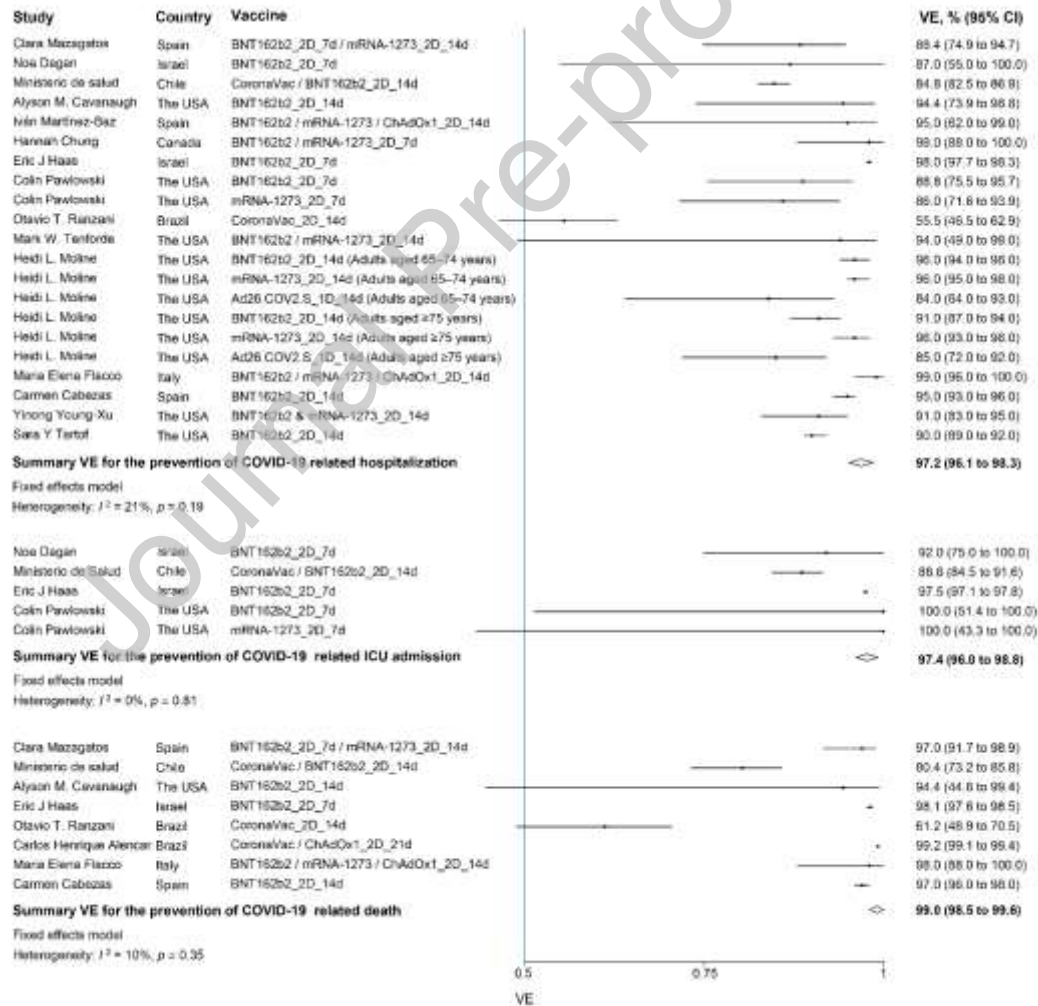 Study Country Vaccine VE, % (95% CI)
Clara Mazagatos Spain BNT162b2_2D_7d / mRNA-1273_2D_14d 88.4 (74.9 to 94.7)
Noa Dagan Israel BNT162b2_2D_7d 87.0 (55.0 to 100.0)
Ministerio de salud Chile CoronaVac / BNT162b2_2D_14d 84.8 (82.5 to 86.9)
Alyson M. Cavanaugh The USA BNT162b2_2D_14d 94.4 (73.9 to 98.8)
Iván Martínez-Baz Spain BNT162b2 / mRNA-1273 / ChAdOx1_2D_14d 95.0 (62.0 to 99.0)
Hannah Chung Canada BNT162b2 / mRNA-1273_2D_7d 98.0 (88.0 to 100.0)
Eric J Haas Israel BNT162b2_2D_7d 98.0 (97.7 to 98.3)
Colin Pawlowski The USA BNT162b2_2D_7d 88.8 (75.5 to 95.7)
Colin Pawlowski The USA mRNA-1273_2D_7d 86.0 (71.6 to 93.9)
Otavio T. Ranzani Brazil CoronaVac_2D_14d 55.5 (46.5 to 62.9)
Mark W. Tenforde The USA BNT162b2 / mRNA-1273_2D_14d 94.0 (49.0 to 99.0)
Heidi L. Moline The USA BNT162b2_2D_14d (Adults aged 65–74 years) 96.0 (94.0 to 98.0)
Heidi L. Moline The USA mRNA-1273_2D_14d (Adults aged 65–74 years) 96.0 (95.0 to 98.0)
Heidi L. Moline The USA Ad26.COV2.S_1D_14d (Adults aged 65–74 years) 84.0 (64.0 to 93.0)
Heidi L. Moline The USA BNT162b2_2D_14d (Adults aged ≥75 years) 91.0 (87.0 to 94.0)
Heidi L. Moline The USA mRNA-1273_2D_14d (Adults aged ≥75 years) 96.0 (93.0 to 98.0)
Heidi L. Moline The USA Ad26.COV2.S_1D_14d (Adults aged ≥75 years) 85.0 (72.0 to 92.0)
Maria Elena Flacco Italy BNT162b2 / mRNA-1273 / ChAdOx1_2D_14d 99.0 (96.0 to 100.0)
Carmen Cabezas Spain BNT162b2_2D_14d 95.0 (93.0 to 96.0)
Yinong Young-Xu The USA BNT162b2 & mRNA-1273_2D_14d 91.0 (83.0 to 95.0)
Sara Y Tartof The USA BNT162b2_2D_14d 90.0 (89.0 to 92.0)
Summary VE for the prevention of COVID-19 related hospitalization 97.2 (96.1 to 98.3)
Fixed effects model
Heterogeneity: I² = 21%, p = 0.19
Noa Dagan Israel BNT162b2_2D_7d 92.0 (75.0 to 100.0)
Ministerio de Salud Chile CoronaVac / BNT162b2_2D_14d 88.8 (84.5 to 91.6)
Eric J Haas Israel BNT162b2_2D_7d 97.5 (97.1 to 97.8)
Colin Pawlowski The USA BNT162b2_2D_7d 100.0 (51.4 to 100.0)
Colin Pawlowski The USA mRNA-1273_2D_7d 100.0 (43.3 to 100.0)
Summary VE for the prevention of COVID-19 related ICU admission 97.4 (96.0 to 98.8)
Fixed effects model
Heterogeneity: I² = 0%, p = 0.81
Clara Mazagatos Spain BNT162b2_2D_7d / mRNA-1273_2D_14d 97.0 (91.7 to 98.9)
Ministerio de salud Chile CoronaVac / BNT162b2_2D_14d 80.4 (73.2 to 85.8)
Alyson M. Cavanaugh The USA BNT162b2_2D_14d 94.4 (44.6 to 99.4)
Eric J Haas Israel BNT162b2_2D_7d 98.1 (97.6 to 98.5)
Otavio T. Ranzani Brazil CoronaVac_2D_14d 61.2 (48.9 to 70.5)
Carlos Henrique Alencar Brazil CoronaVac / ChAdOx1_2D_21d 99.2 (99.1 to 99.4)
Maria Elena Flacco Italy BNT162b2 / mRNA-1273 / ChAdOx1_2D_14d 98.0 (88.0 to 100.0)
Carmen Cabezas Spain BNT162b2_2D_14d 97.0 (96.0 to 98.0)
Summary VE for the prevention of COVID-19 related death 99.0 (98.5 to 99.6)
Fixed effects model
Heterogeneity: I² = 10%, p = 0.35
0.5 0.75 1
VE
Journal Pre-pro